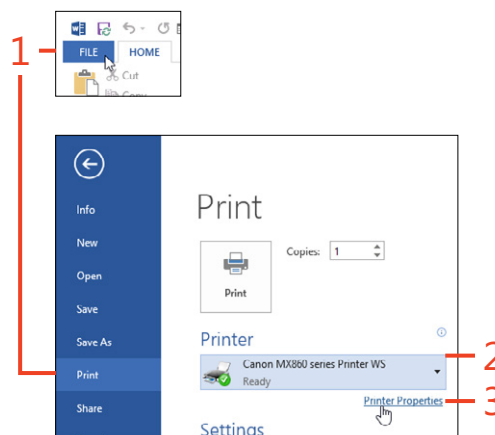 1
FILE HOME
Cut
Copy
Print
Info
New
Copies: 1
Open
Print
Save
Save As
Printer
2
Canon MX860 series Printer WS
Print
Ready
3
Printer Properties
Share
Settings